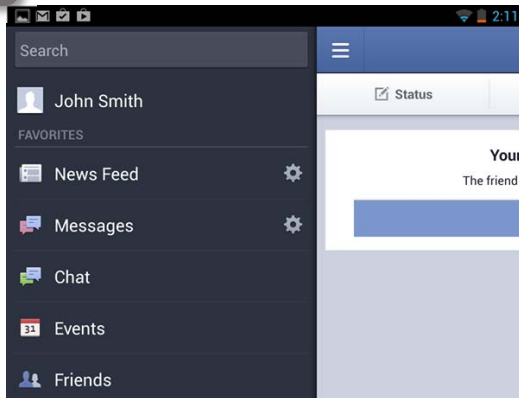 2:11
Search
John Smith
FAVORITES
News Feed
Messages
Chat
31 Events
Friends
Status
Your
The friend